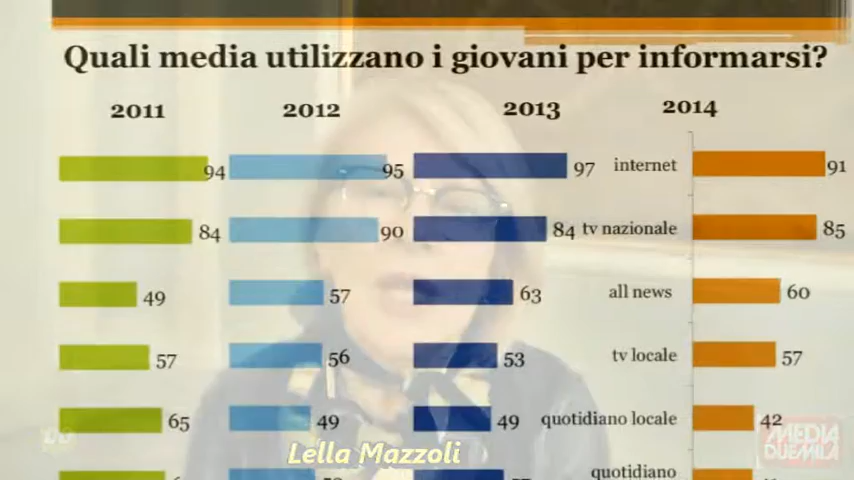 Quali media utilizzano i giovani per informarsi?
2011 2012 2013 2014
94 95 97 internet 91
84 90 84 tv nazionale 85
49 57 63 all news 60
57 56 53 tv locale 57
65 49 49 quotidiano locale 42
Lella Mazzoli
MEDIA
DUEMILA
quotidiano